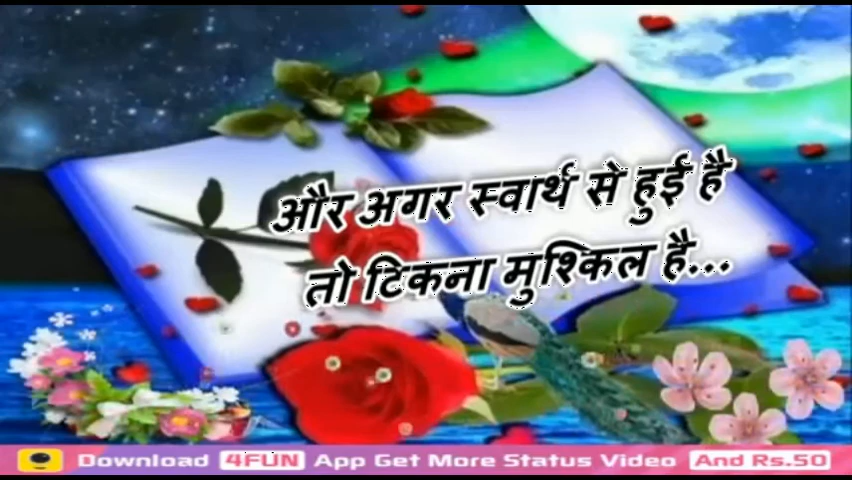 और अगर स्वार्थ से हुई है
तो टिकना मुश्किल है...
Download 4FUN App Get More Status Video And Rs.50